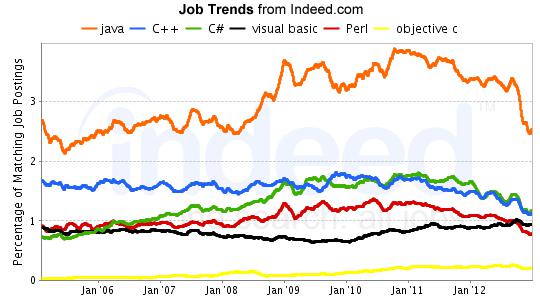 Job Trends from Indeed.com
java C++ C# visual basic Perl objective c
Percentage of Matching Job Postings
3
2
1
0
indeed™
Jan '06 Jan '07 Jan '08 Jan '09 Jan '10 Jan '11 Jan '12